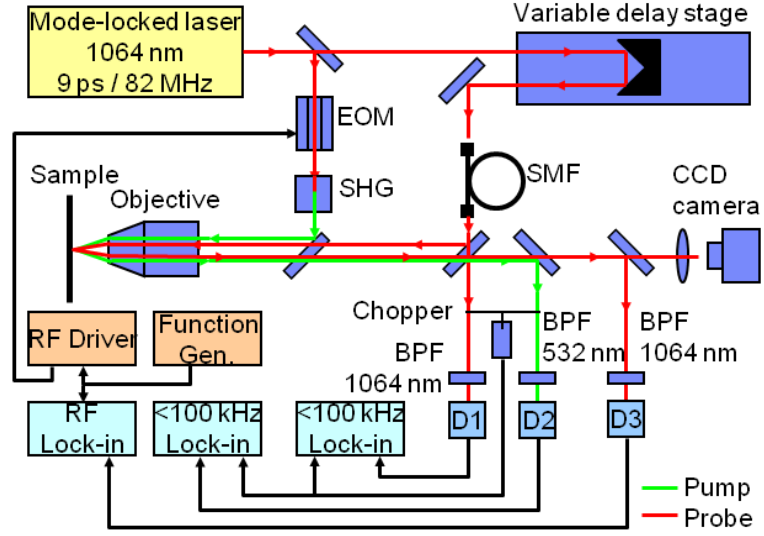 Mode-locked laser
1064 nm
9 ps / 82 MHz
Variable delay stage
EOM
SHG
SMF
CCD
camera
Sample
Objective
Chopper
BPF
1064 nm
BPF
532 nm
BPF
1064 nm
RF Driver
Function
Gen.
RF
Lock-in
<100 kHz
Lock-in
<100 kHz
Lock-in
D1
D2
D3
Pump
Probe